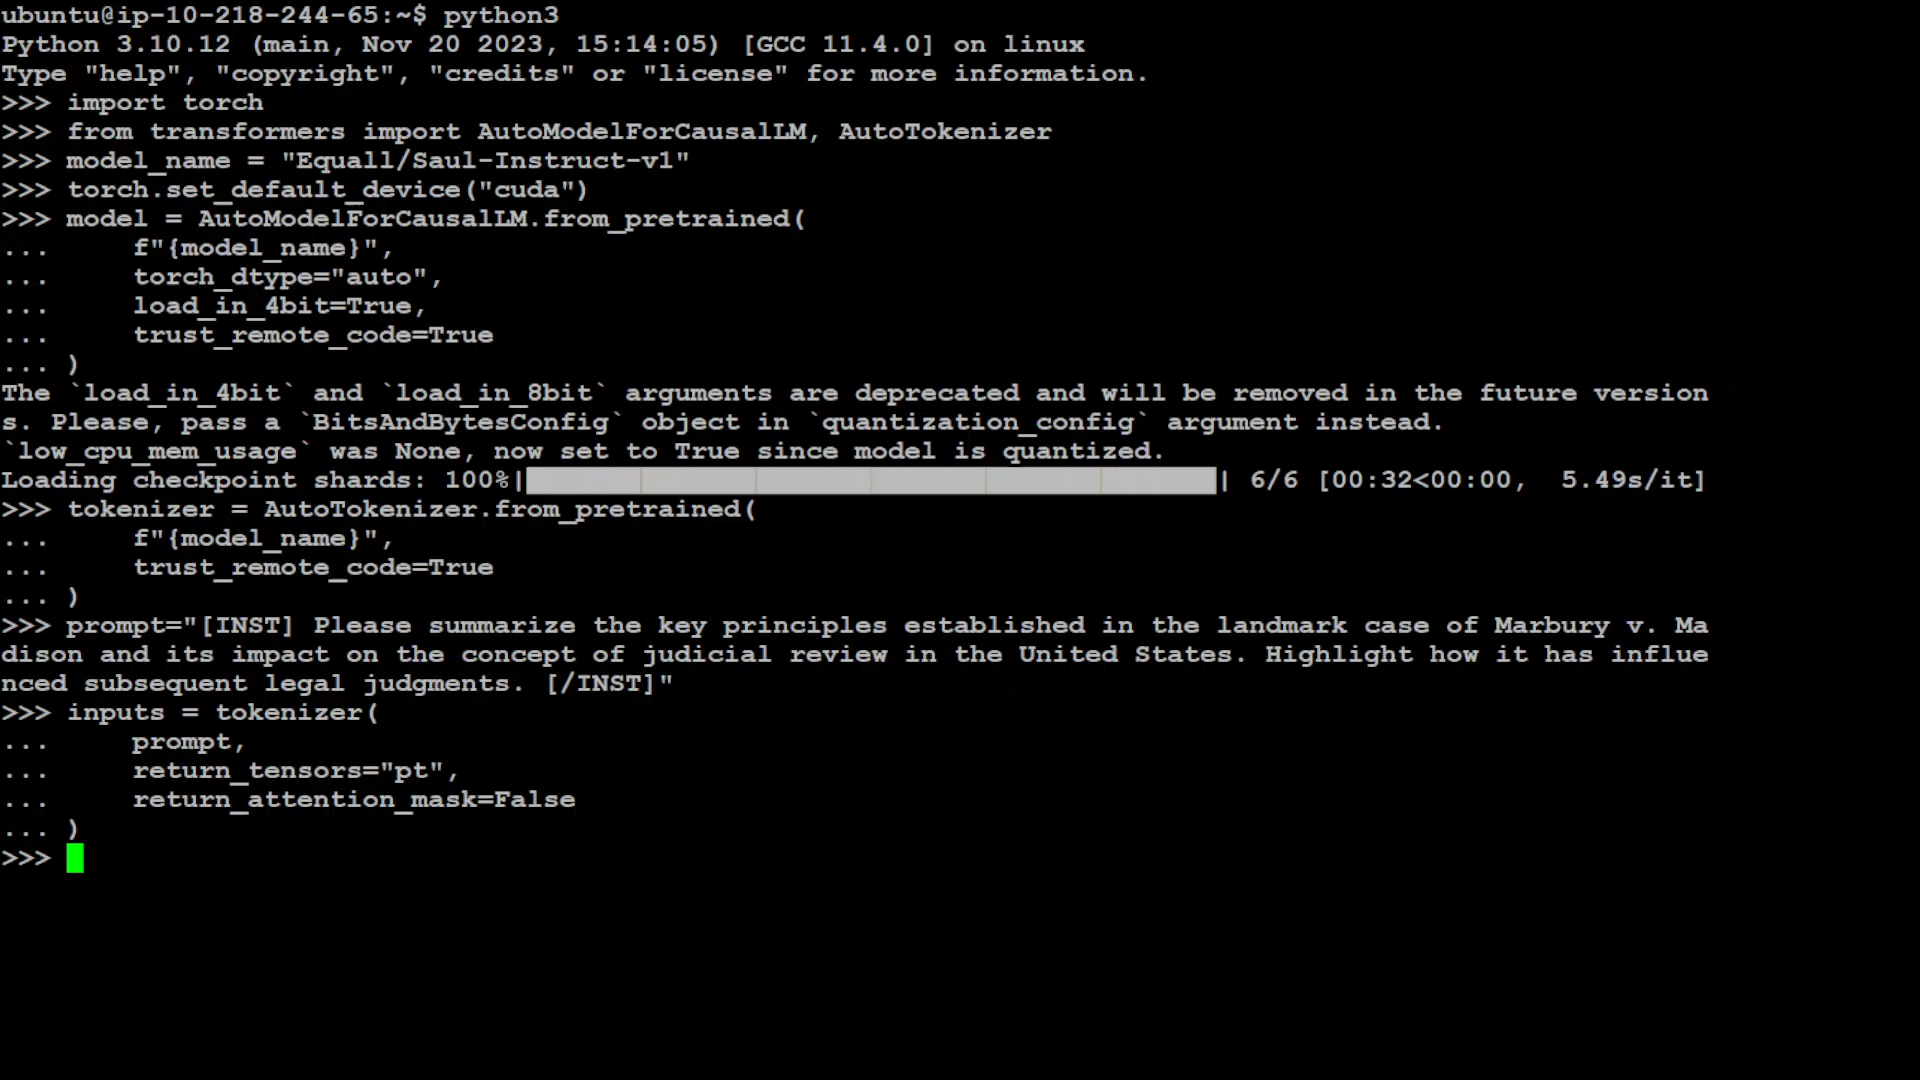 ubuntu@ip-10-218-244-65:~$ python3
Python 3.10.12 (main, Nov 20 2023, 15:14:05) [GCC 11.4.0] on linux
Type "help", "copyright", "credits" or "license" for more information.
>>> import torch
>>> from transformers import AutoModelForCausalLM, AutoTokenizer
>>> model_name = "Equall/Saul-Instruct-v1"
>>> torch.set_default_device("cuda")
>>> model = AutoModelForCausalLM.from_pretrained(
...     f"{model_name}",
...     torch_dtype="auto",
...     load_in_4bit=True,
...     trust_remote_code=True
... )
The `load_in_4bit` and `load_in_8bit` arguments are deprecated and will be removed in the future version
s. Please, pass a `BitsAndBytesConfig` object in `quantization_config` argument instead.
`low_cpu_mem_usage` was None, now set to True since model is quantized.
Loading checkpoint shards: 100%|██████████| 6/6 [00:32<00:00,  5.49s/it]
>>> tokenizer = AutoTokenizer.from_pretrained(
...     f"{model_name}",
...     trust_remote_code=True
... )
>>> prompt="[INST] Please summarize the key principles established in the landmark case of Marbury v. Ma
dison and its impact on the concept of judicial review in the United States. Highlight how it has influe
nced subsequent legal judgments. [/INST]"
>>> inputs = tokenizer(
...     prompt,
...     return_tensors="pt",
...     return_attention_mask=False
... )
>>>